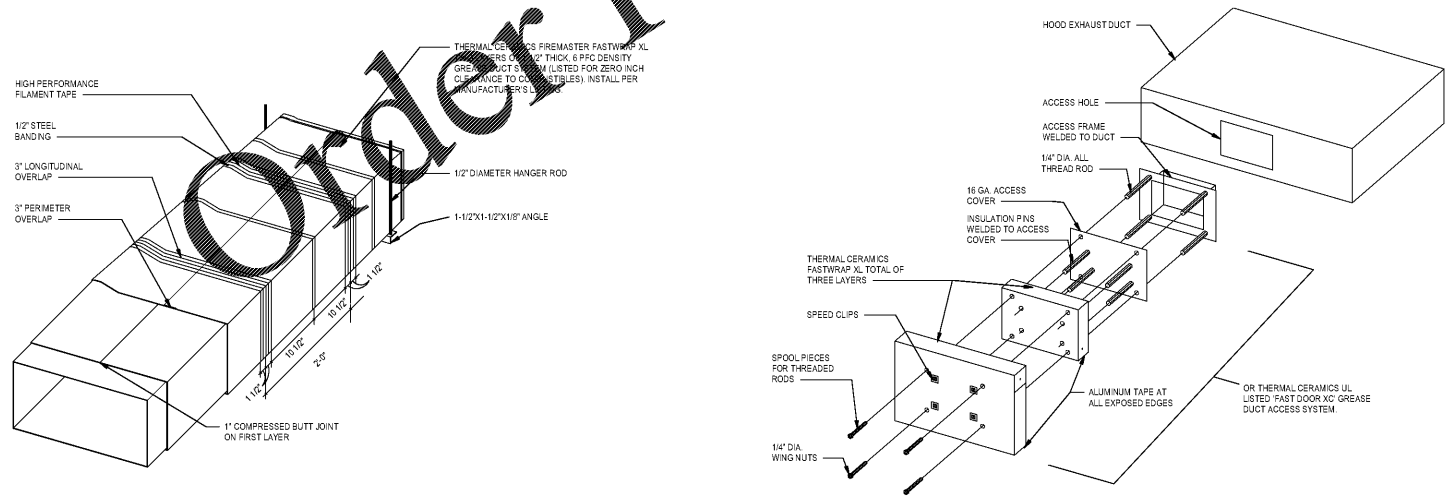 HIGH PERFORMANCE
FILAMENT TAPE
1/2" STEEL
BANDING
3" LONGITUDINAL
OVERLAP
3" PERIMETER
OVERLAP
THERMAL CERAMICS FIREMASTER FASTWRAP XL
LAYERS OF 1/2" THICK, 6 PFC DENSITY
GREASE DUCT SYSTEM (LISTED FOR ZERO INCH
CLEARANCE TO COMBUSTIBLES). INSTALL PER
MANUFACTURER'S LISTING.
1/2" DIAMETER HANGER ROD
1-1/2"X1-1/2"X1/8" ANGLE
1 1/2"
10 1/2"
10 1/2"
2'-0"
1 1/2"
1" COMPRESSED BUTT JOINT
ON FIRST LAYER
Order
HOOD EXHAUST DUCT
ACCESS HOLE
ACCESS FRAME
WELDED TO DUCT
1/4" DIA. ALL
THREAD ROD
16 GA. ACCESS
COVER
INSULATION PINS
WELDED TO ACCESS
COVER
THERMAL CERAMICS
FASTWRAP XL TOTAL OF
THREE LAYERS
SPEED CLIPS
SPOOL PIECES
FOR THREADED
RODS
1/4" DIA.
WING NUTS
ALUMINUM TAPE AT
ALL EXPOSED EDGES
OR THERMAL CERAMICS UL
LISTED 'FAST DOOR XC' GREASE
DUCT ACCESS SYSTEM.